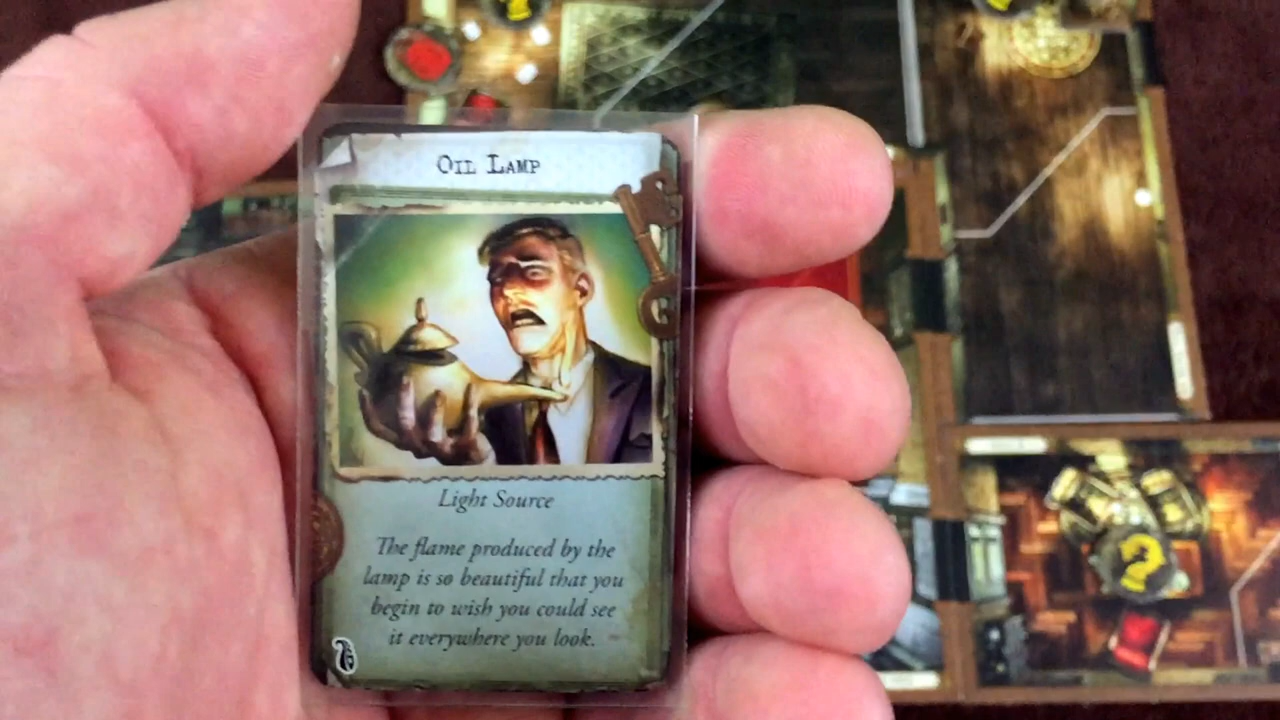 Oil Lamp
Light Source
The flame produced by the
lamp is so beautiful that you
begin to wish you could see
it everywhere you look.
?